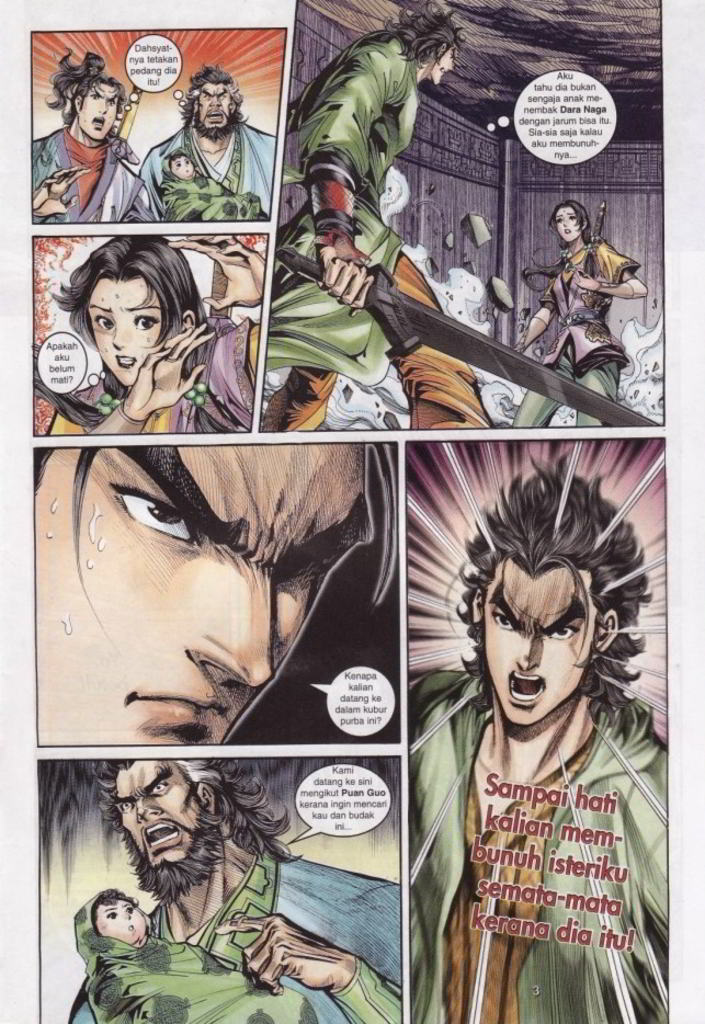 Dahsyat-
nya tetakan
pedang dia
itu!
Aku
tahu dia bukan
sengaja anak me-
nembak Dara Naga
dengan jarum bisa itu.
Sia-sia saja kalau
aku membunuh-
nya...
Apakah
aku
belum
mati?
Kenapa
kalian
datang ke
dalam kubur
purba ini?
Sampai hati
kalian mem-
bunuh isteriku
semata-mata
kerana dia itu!
Kami
datang ke sini
mengikut Puan Guo
kerana ingin mencari
kau dan budak
ini...
3